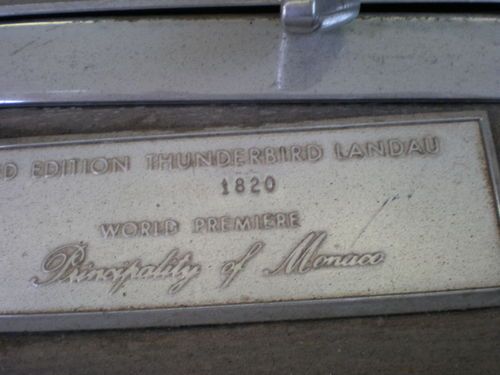 D EDITION THUNDERBIRD LANDAU
1820
WORLD PREMIERE
Principality of Monaco